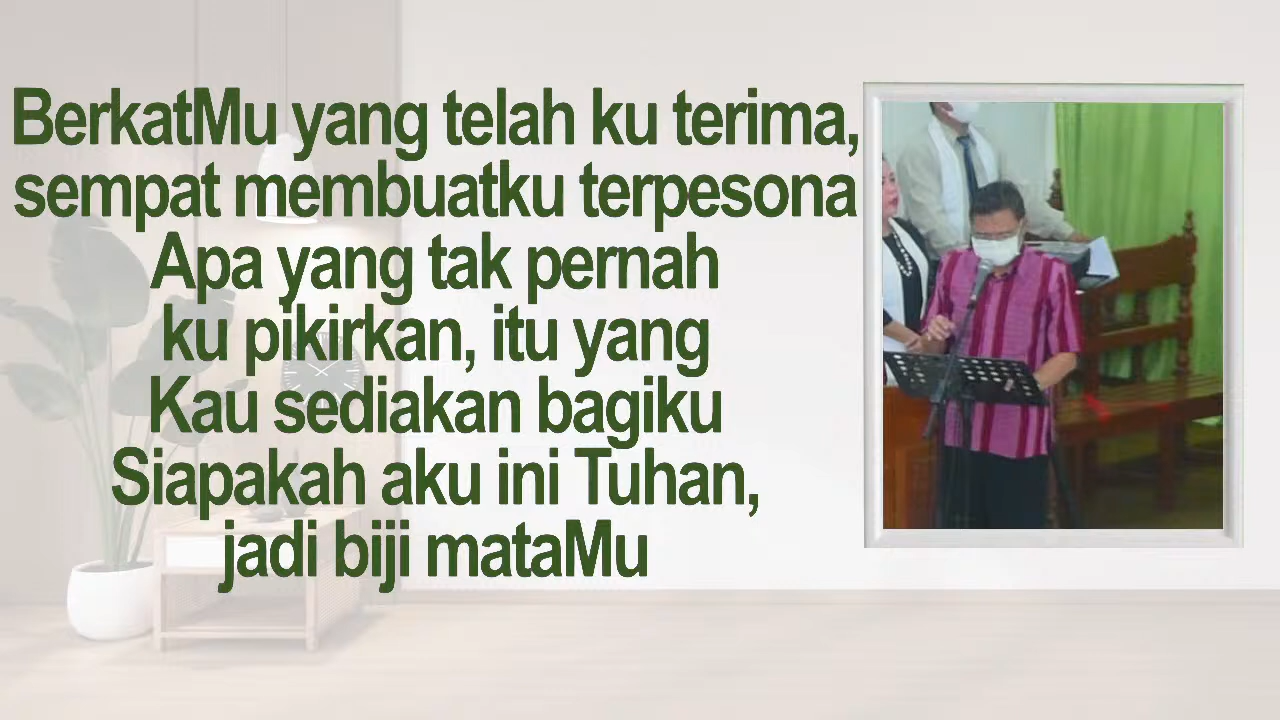 BerkatMu yang telah ku terima,
sempat membuatku terpesona
Apa yang tak pernah
ku pikirkan, itu yang
Kau sediakan bagiku
Siapakah aku ini Tuhan,
jadi biji mataMu